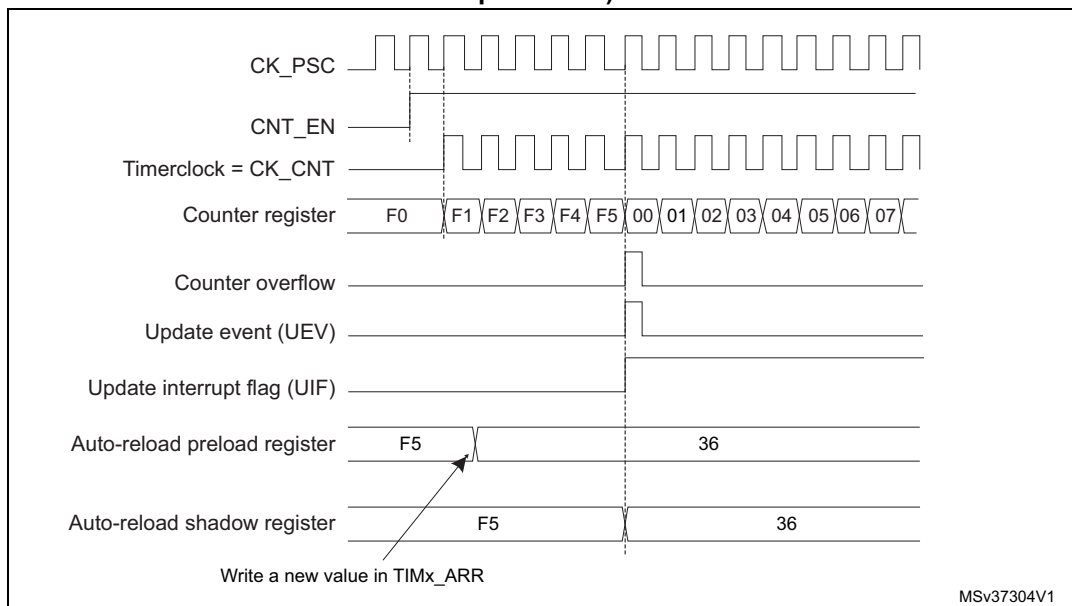 CK_PSC
CNT_EN
Timerclock = CK_CNT
Counter register F0 F1 F2 F3 F4 F5 00 01 02 03 04 05 06 07
Counter overflow
Update event (UEV)
Update interrupt flag (UIF)
Auto-reload preload register F5 36
Auto-reload shadow register F5 36
Write a new value in TIMx_ARR
MSv37304V1